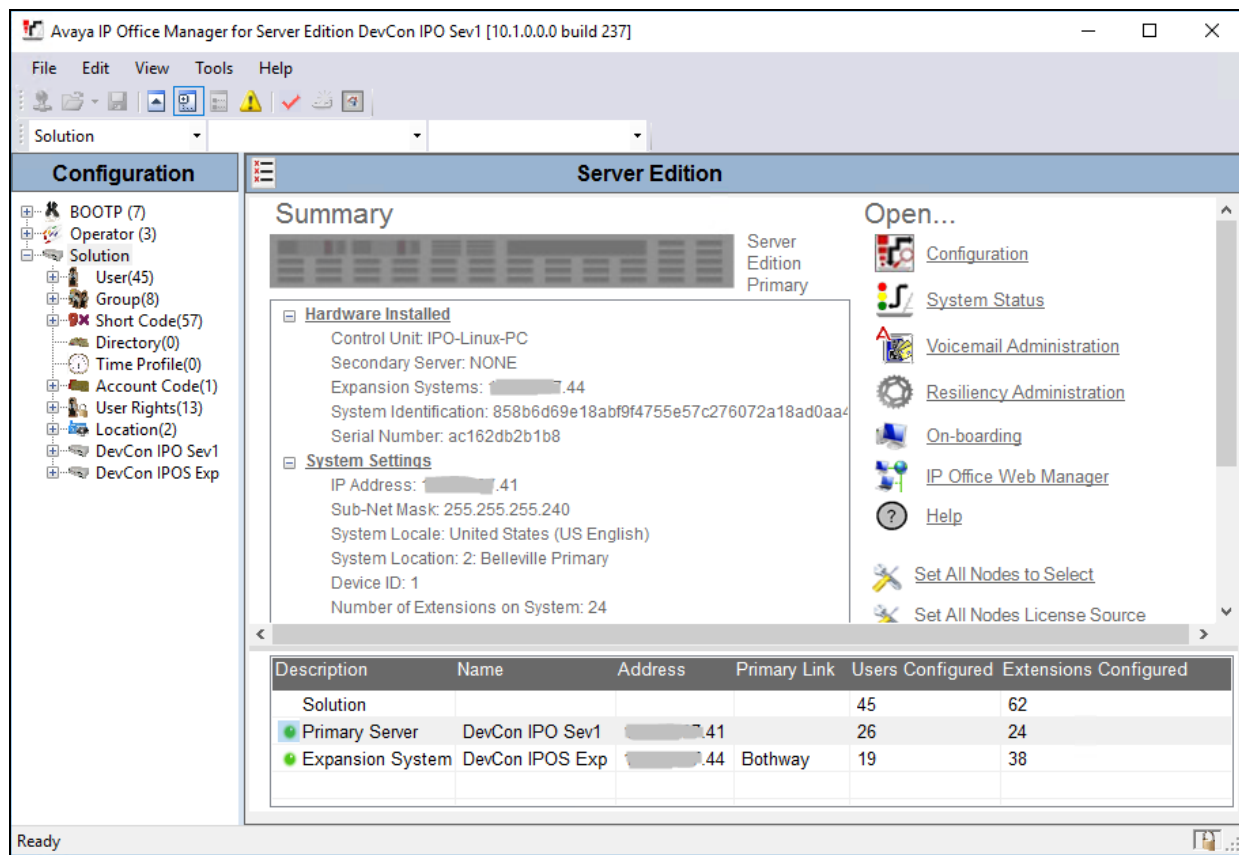 Avaya IP Office Manager for Server Edition DevCon IPO Sev1 [10.1.0.0.0 build 237]
File Edit View Tools Help
Solution
Configuration
BOOTP (7)
Operator (3)
Solution
User(45)
Group(8)
Short Code(57)
Directory(0)
Time Profile(0)
Account Code(1)
User Rights(13)
Location(2)
DevCon IPO Sev1
DevCon IPOS Exp
Server Edition
Summary
Server
Edition
Primary
Hardware Installed
Control Unit: IPO-Linux-PC
Secondary Server: NONE
Expansion Systems: .44
System Identification: 858b6d69e18abf9f4755e57c276072a18ad0aa4
Serial Number: ac162db2b1b8
System Settings
IP Address: .41
Sub-Net Mask: 255.255.255.240
System Locale: United States (US English)
System Location: 2: Belleville Primary
Device ID: 1
Number of Extensions on System: 24
Open...
Configuration
System Status
Voicemail Administration
Resiliency Administration
On-boarding
IP Office Web Manager
Help
Set All Nodes to Select
Set All Nodes License Source
Description Name Address Primary Link Users Configured Extensions Configured
Solution 45 62
Primary Server DevCon IPO Sev1 .41 26 24
Expansion System DevCon IPOS Exp .44 Bothway 19 38
Ready